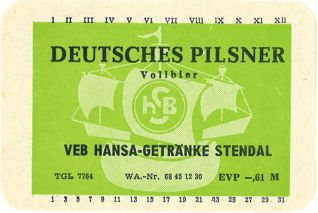 I II III IV V VI VII VIII IX X XI XII
DEUTSCHES PILSNER
Vollbier
hSB
VEB HANSA-GETRÄNKE STENDAL
TGL 7764 WA.-Nr. 68 45 12 30 EVP -,61 M
1 3 5 7 9 11 13 15 17 19 21 23 25 27 29 31